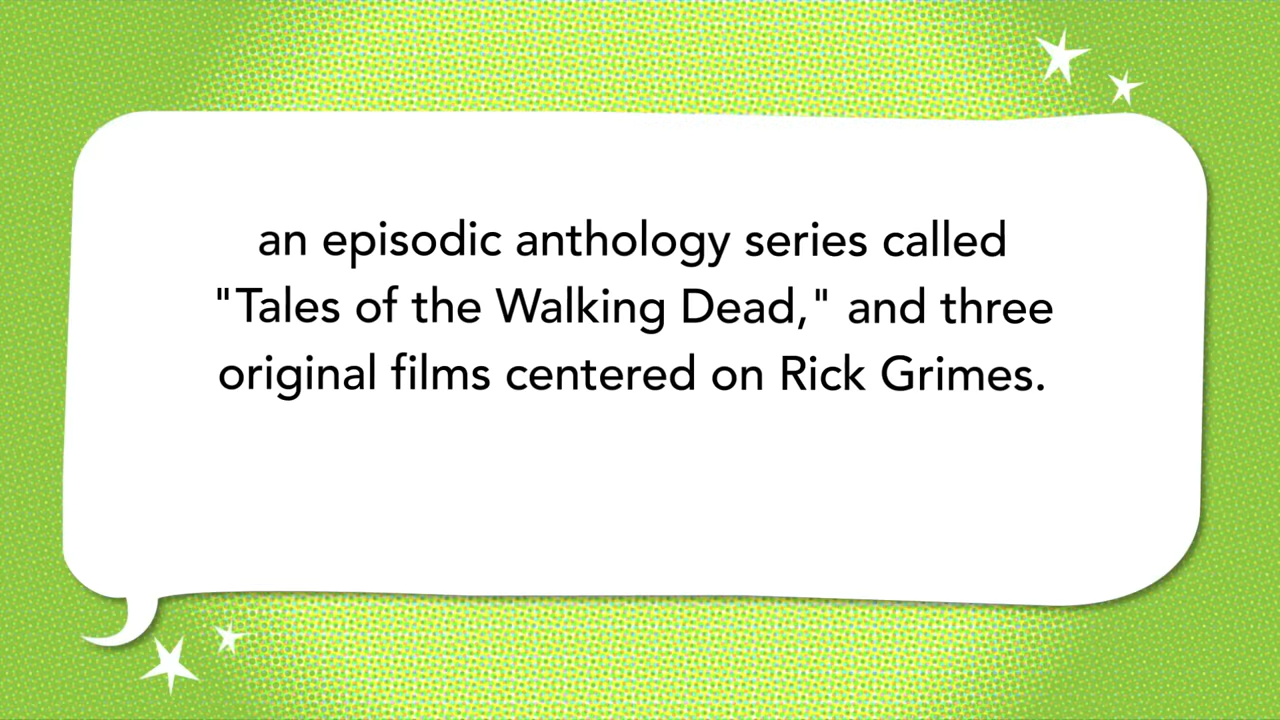 an episodic anthology series called
"Tales of the Walking Dead," and three
original films centered on Rick Grimes.